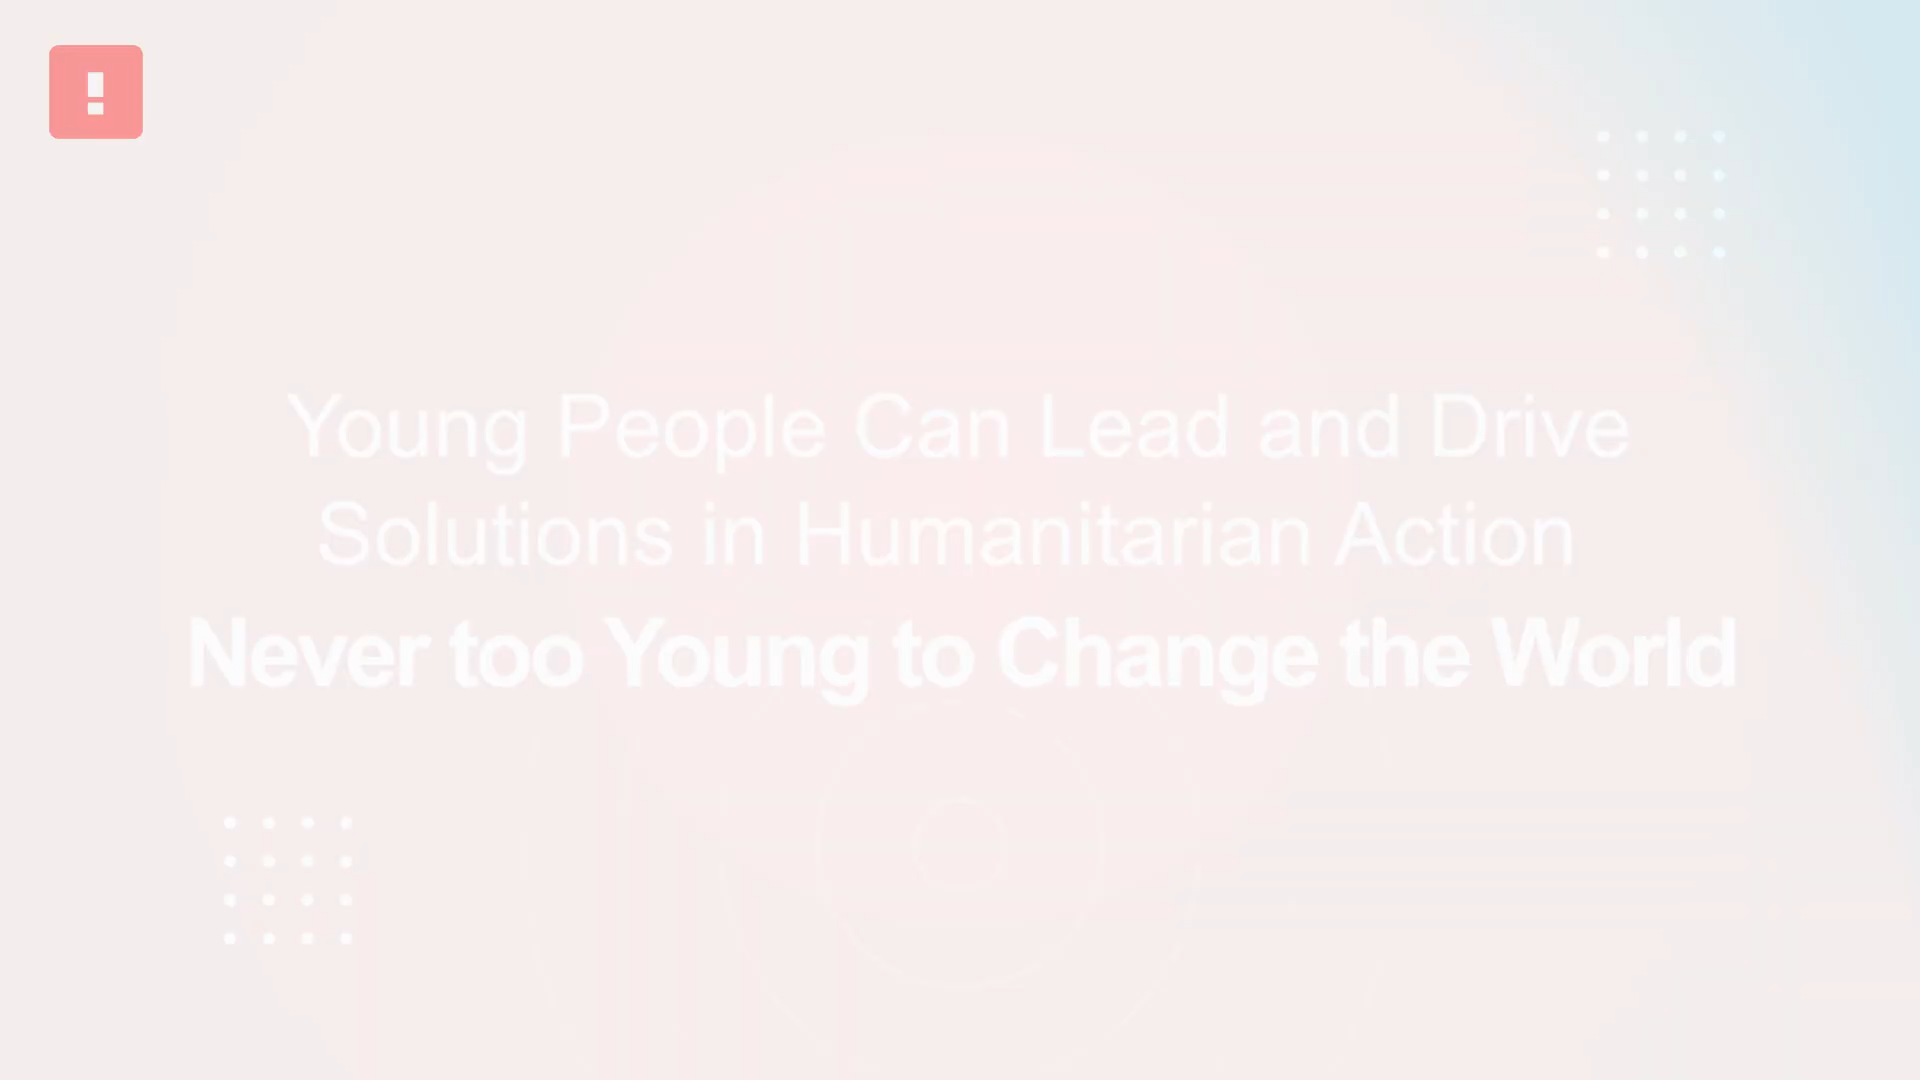 !
Young People Can Lead and Drive
Solutions in Humanitarian Action
Never too Young to Change the World